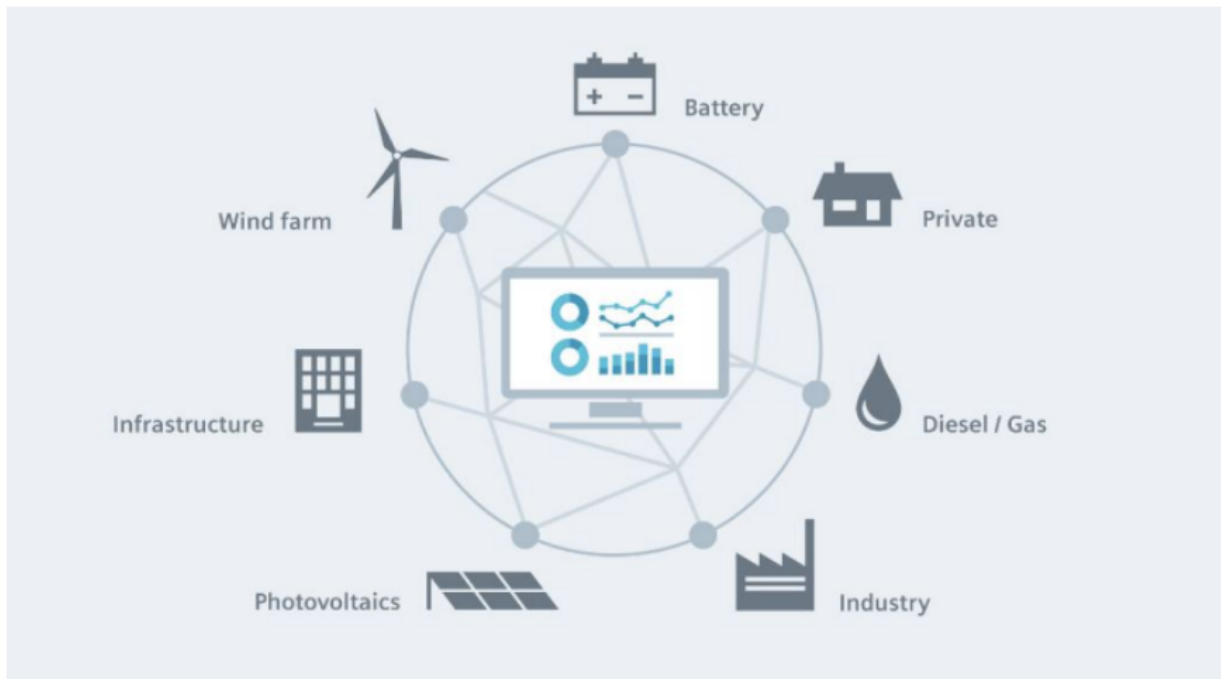 Battery
Wind farm
Private
Infrastructure
Diesel / Gas
Photovoltaics
Industry